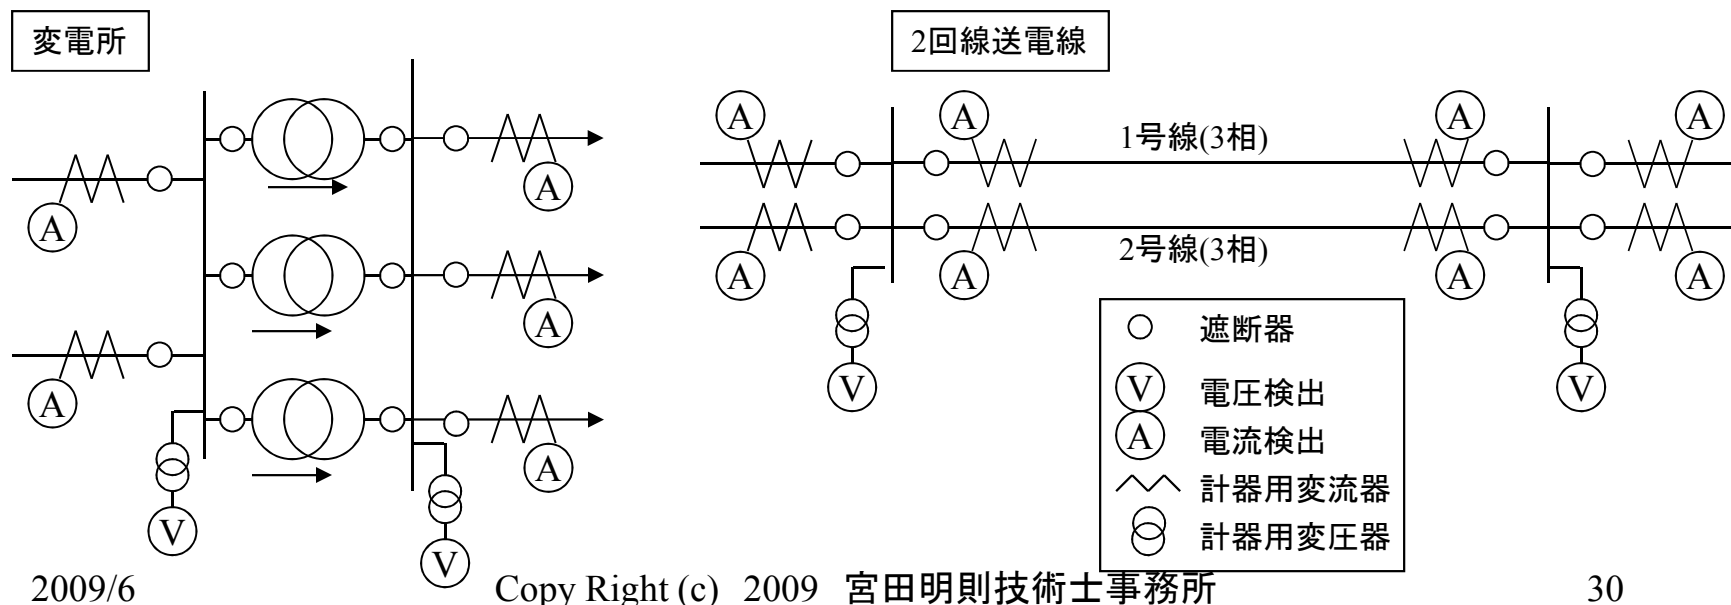 変電所
2回線送電線
A
A
A
A
A
V
V
A
A
A
A
1号線(3相)
2号線(3相)
A
A
A
A
V
V
遮断器
V 電圧検出
A 電流検出
計器用変流器
計器用変圧器
2009/6
Copy Right (c) 2009 宮田明則技術士事務所
30